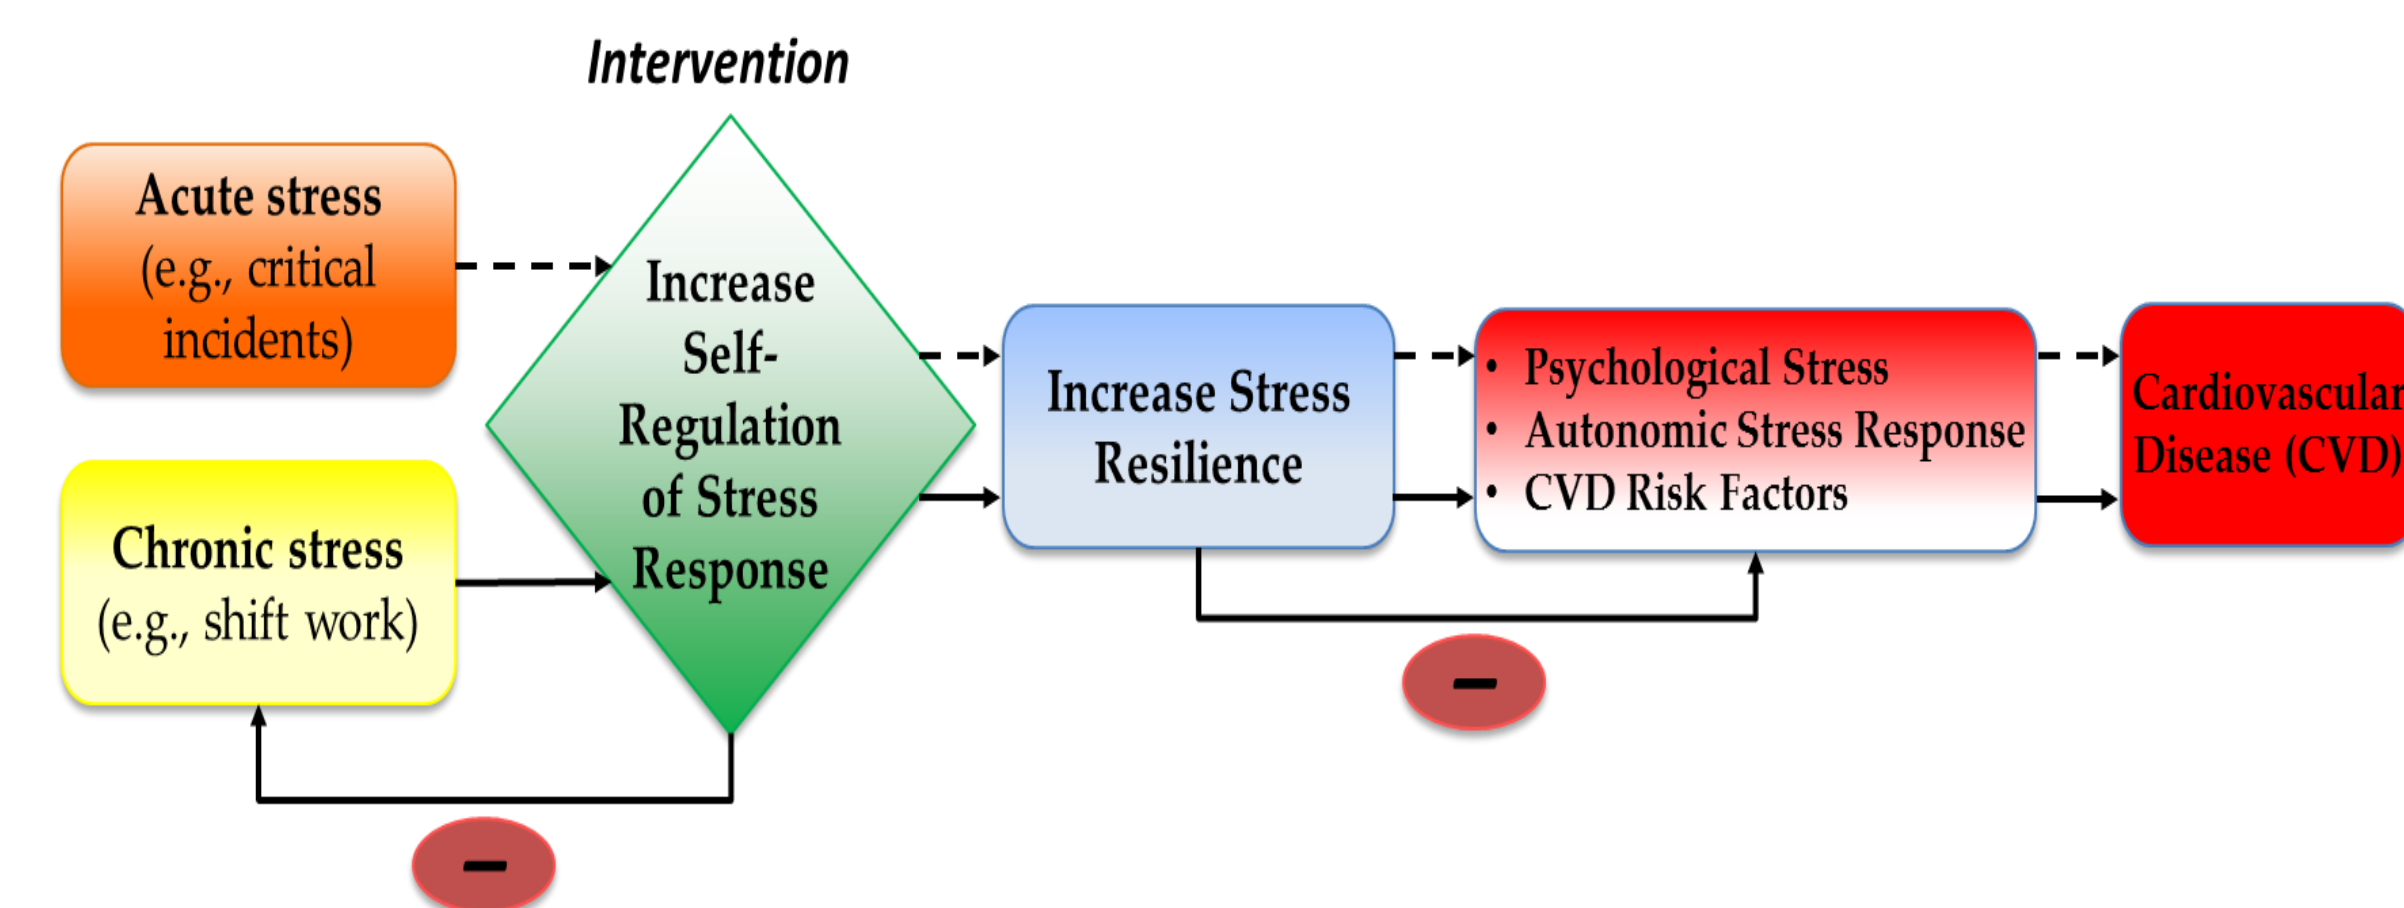 Intervention
Acute stress
(e.g., critical
incidents)
Chronic stress
(e.g., shift work)
Increase
Self-
Regulation
of Stress
Response
Increase Stress
Resilience
• Psychological Stress
• Autonomic Stress Response
• CVD Risk Factors
Cardiovascular
Disease (CVD)
–
–